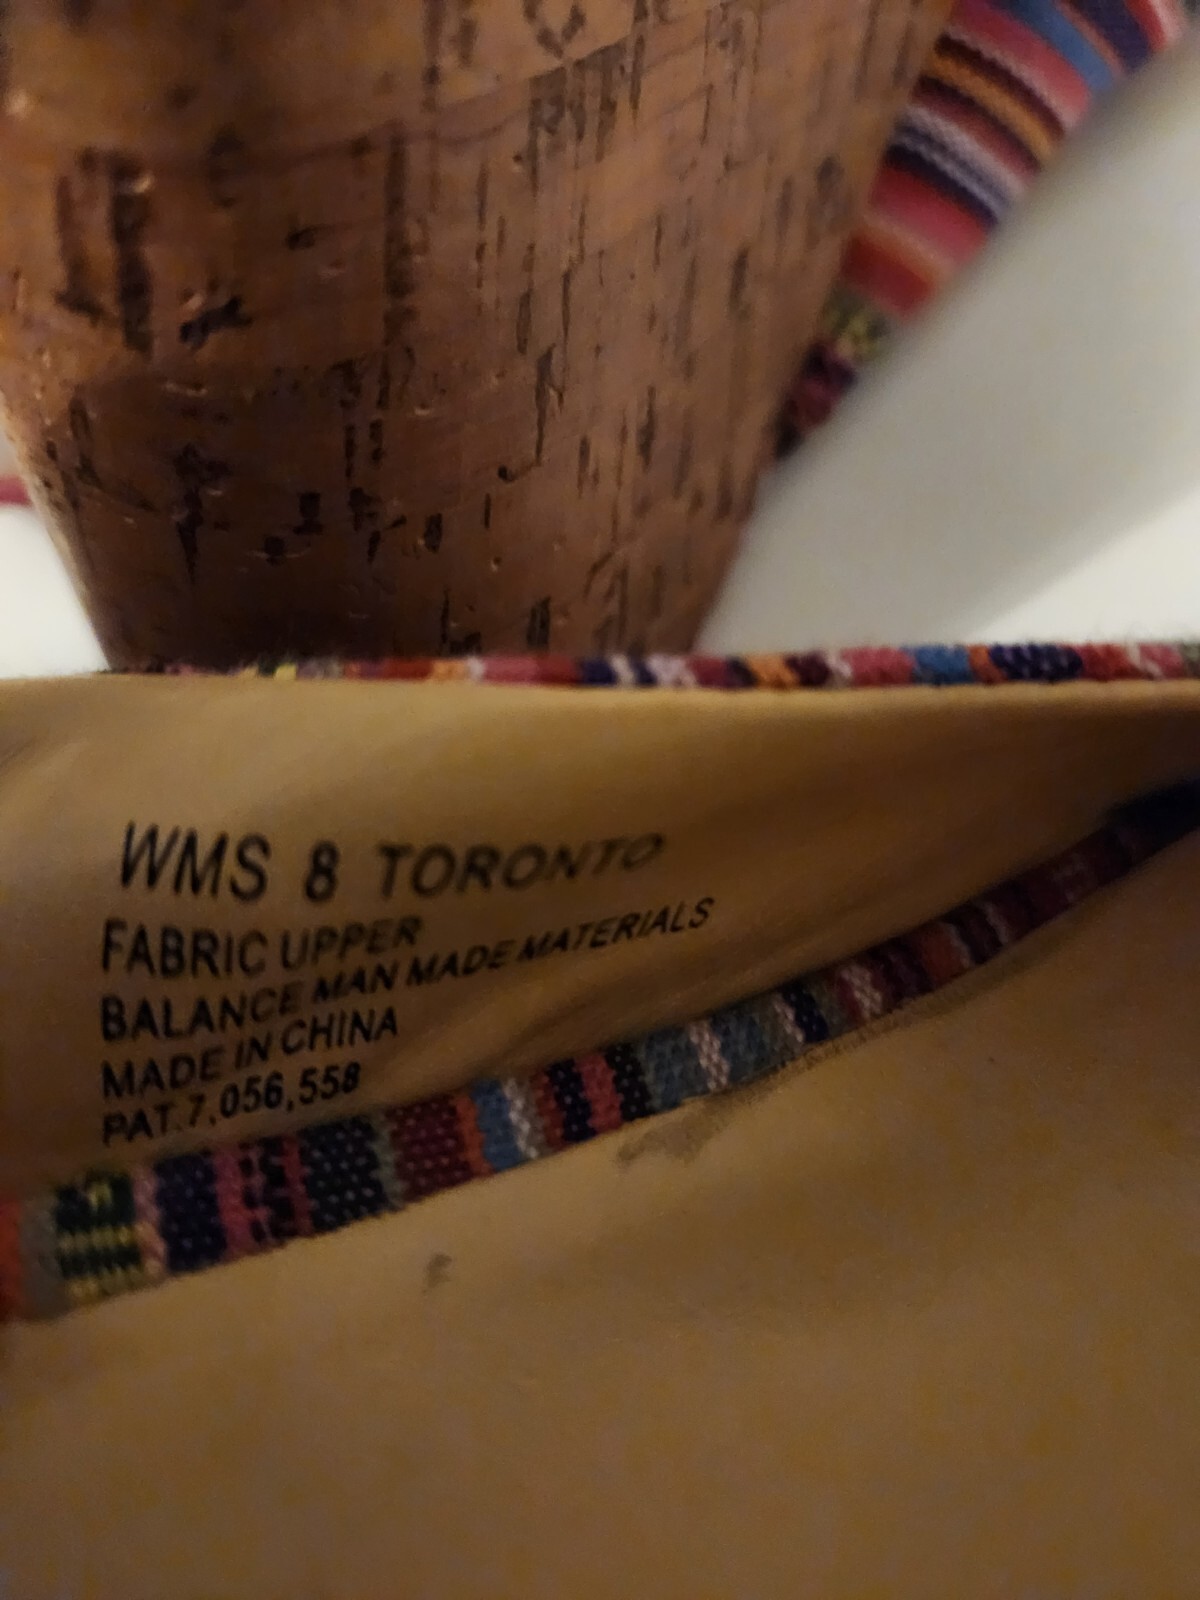 WMS 8 TORONTO
FABRIC UPPER
BALANCE MAN MADE MATERIALS
MADE IN CHINA
PAT.7,056,558